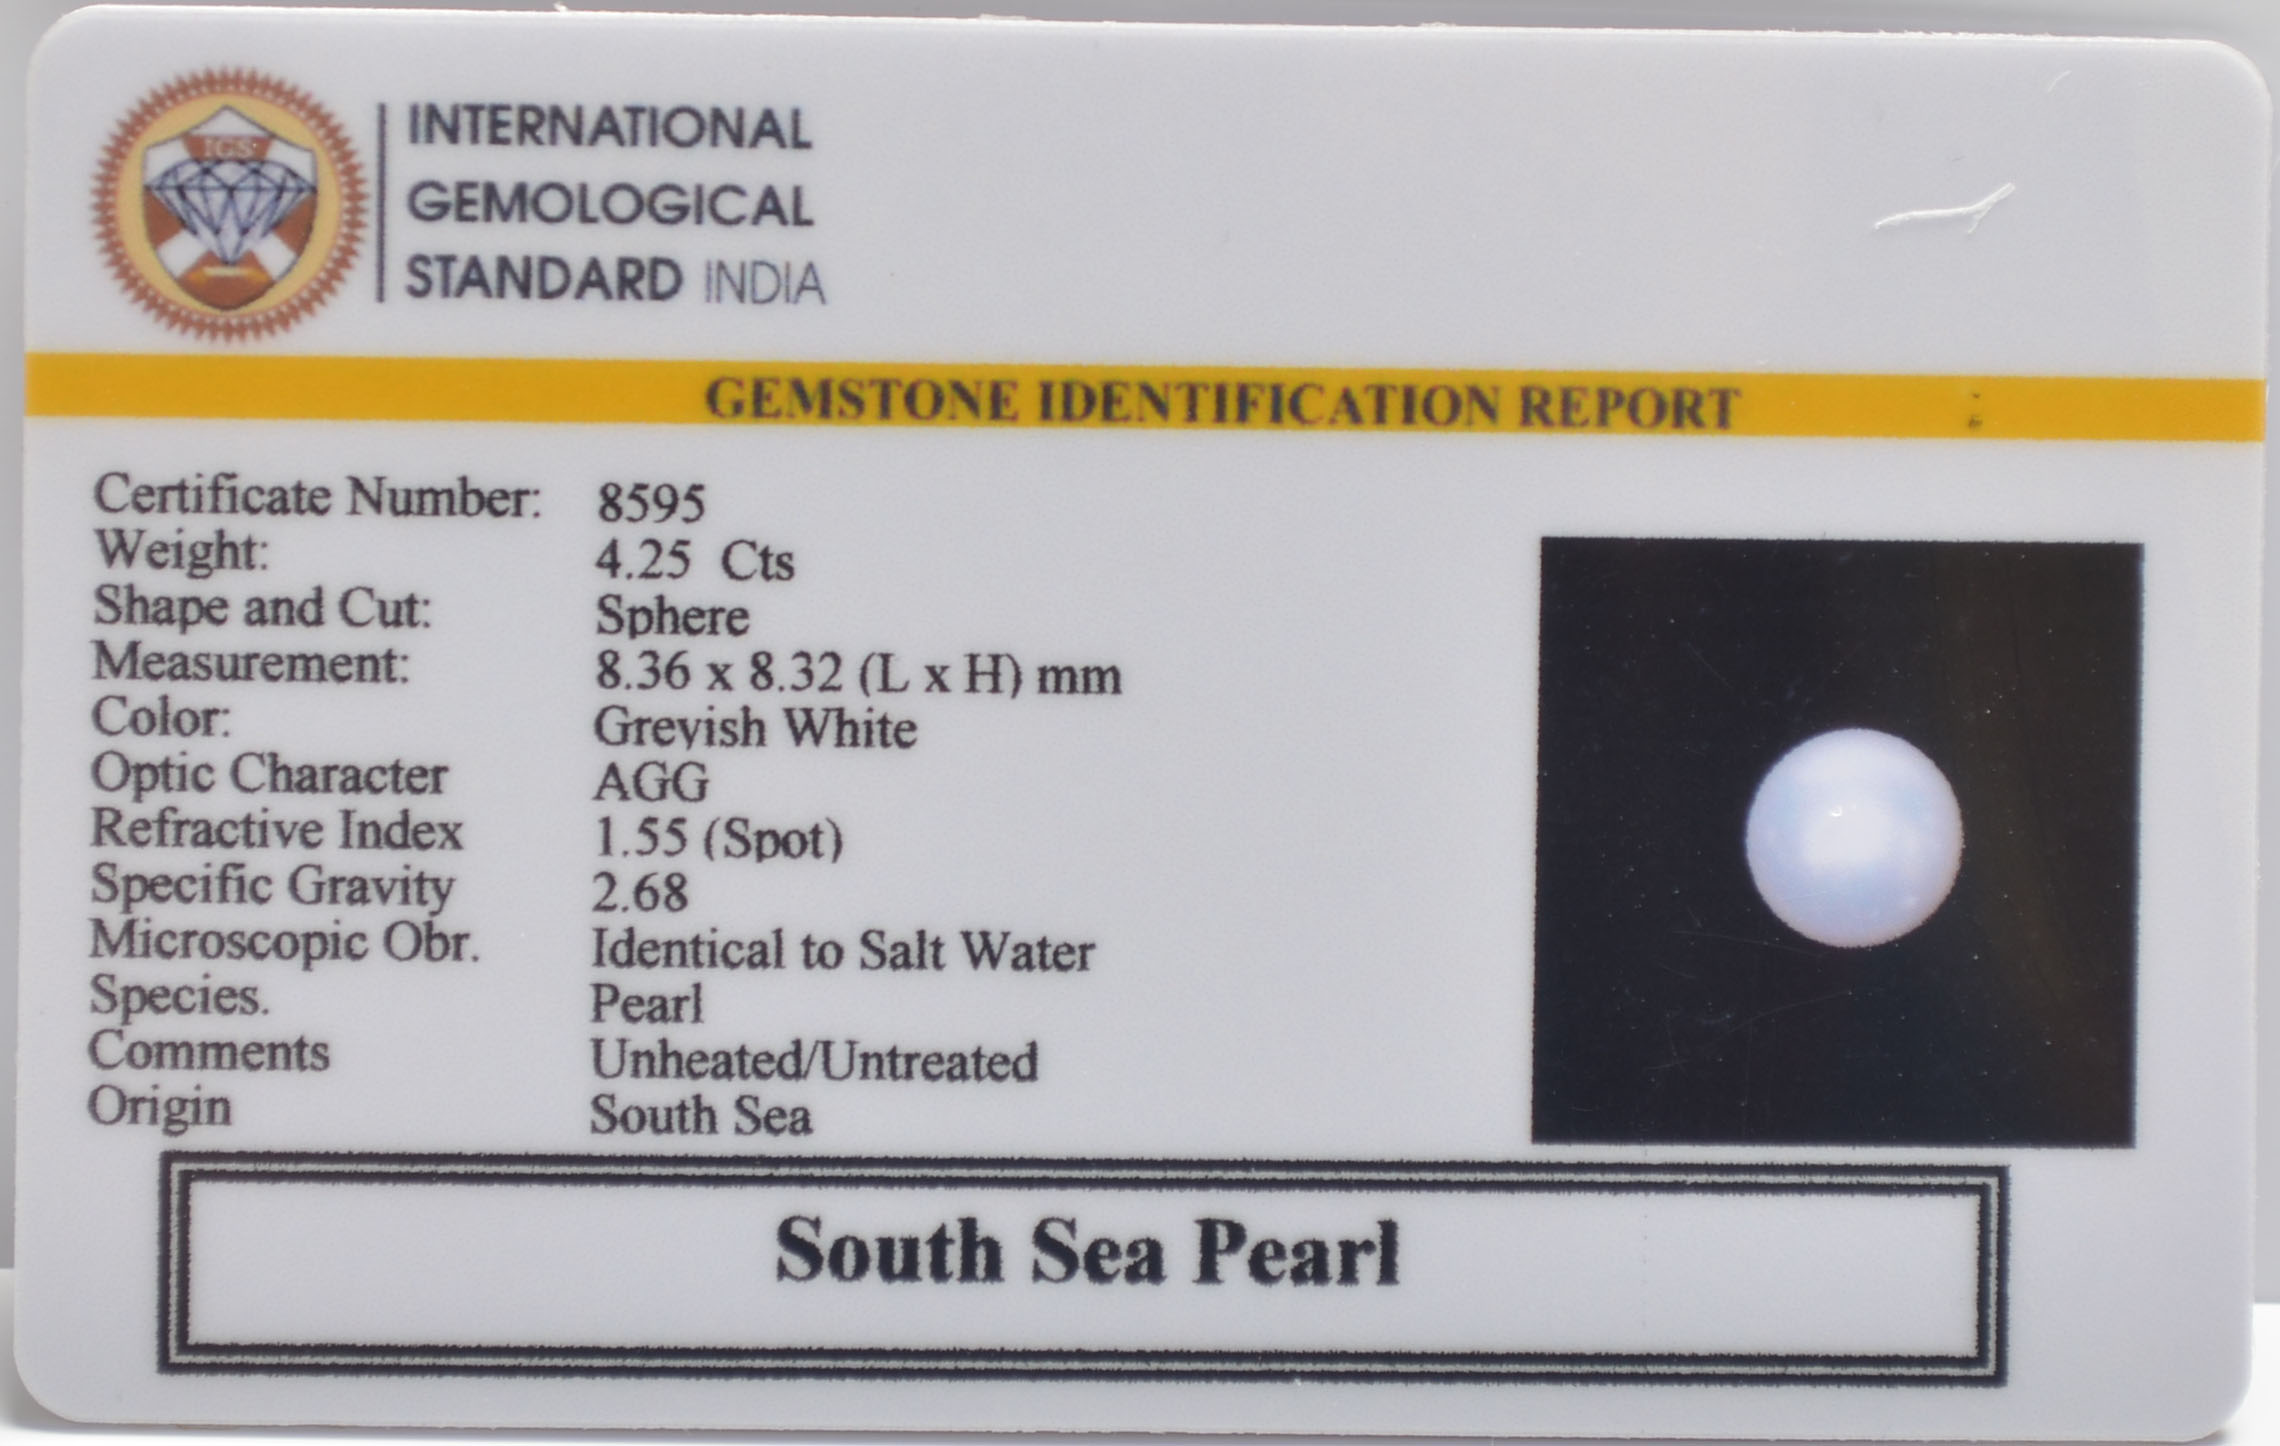 IGS
INTERNATIONAL
GEMOLOGICAL
STANDARD INDIA
GEMSTONE IDENTIFICATION REPORT
Certificate Number: 8595
Weight: 4.25 Cts
Shape and Cut: Sphere
Measurement: 8.36 x 8.32 (L x H) mm
Color: Greyish White
Optic Character AGG
Refractive Index 1.55 (Spot)
Specific Gravity 2.68
Microscopic Obr. Identical to Salt Water
Species. Pearl
Comments Unheated/Untreated
Origin South Sea
South Sea Pearl